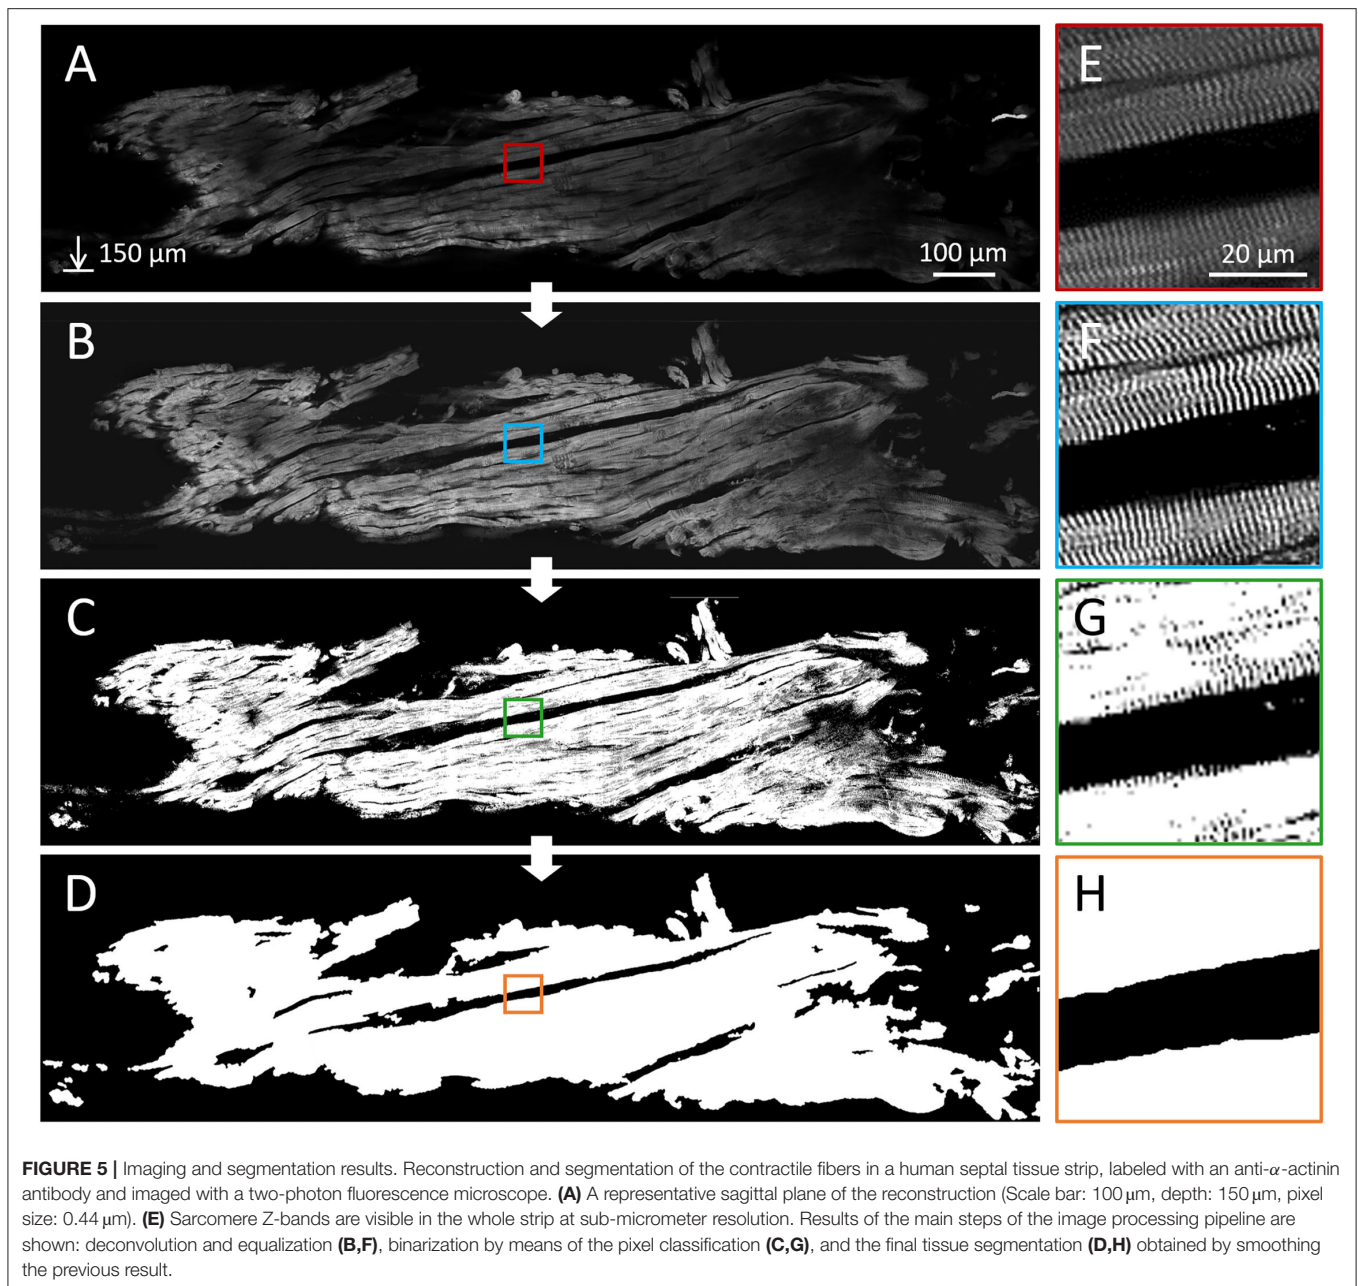 A
150 µm
100 µm
E
20 µm
B
F
C
G
D
H
FIGURE 5 | Imaging and segmentation results. Reconstruction and segmentation of the contractile fibers in a human septal tissue strip, labeled with an anti-α-actinin
antibody and imaged with a two-photon fluorescence microscope. (A) A representative sagittal plane of the reconstruction (Scale bar: 100 µm, depth: 150 µm, pixel
size: 0.44 µm). (E) Sarcomere Z-bands are visible in the whole strip at sub-micrometer resolution. Results of the main steps of the image processing pipeline are
shown: deconvolution and equalization (B,F), binarization by means of the pixel classification (C,G), and the final tissue segmentation (D,H) obtained by smoothing
the previous result.